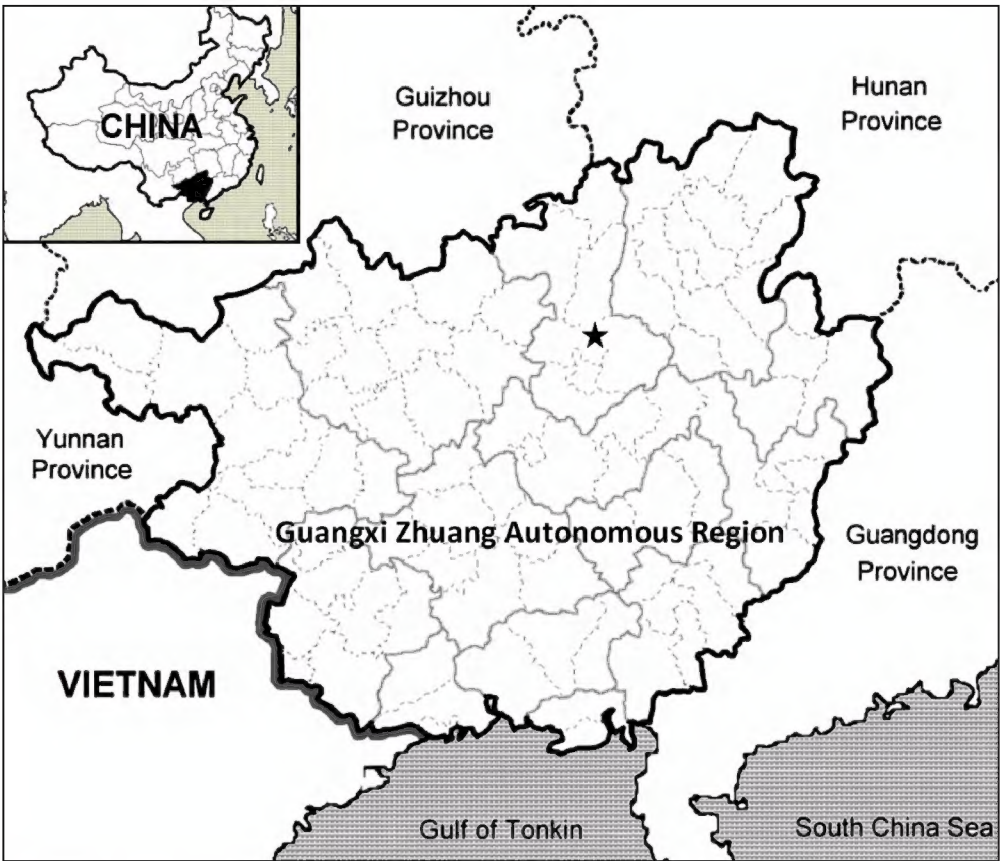 CHINA
Guizhou
Province
Hunan
Province
Yunnan
Province
Guangxi Zhuang Autonomous Region
Guangdong
Province
VIETNAM
Gulf of Tonkin
South China Sea